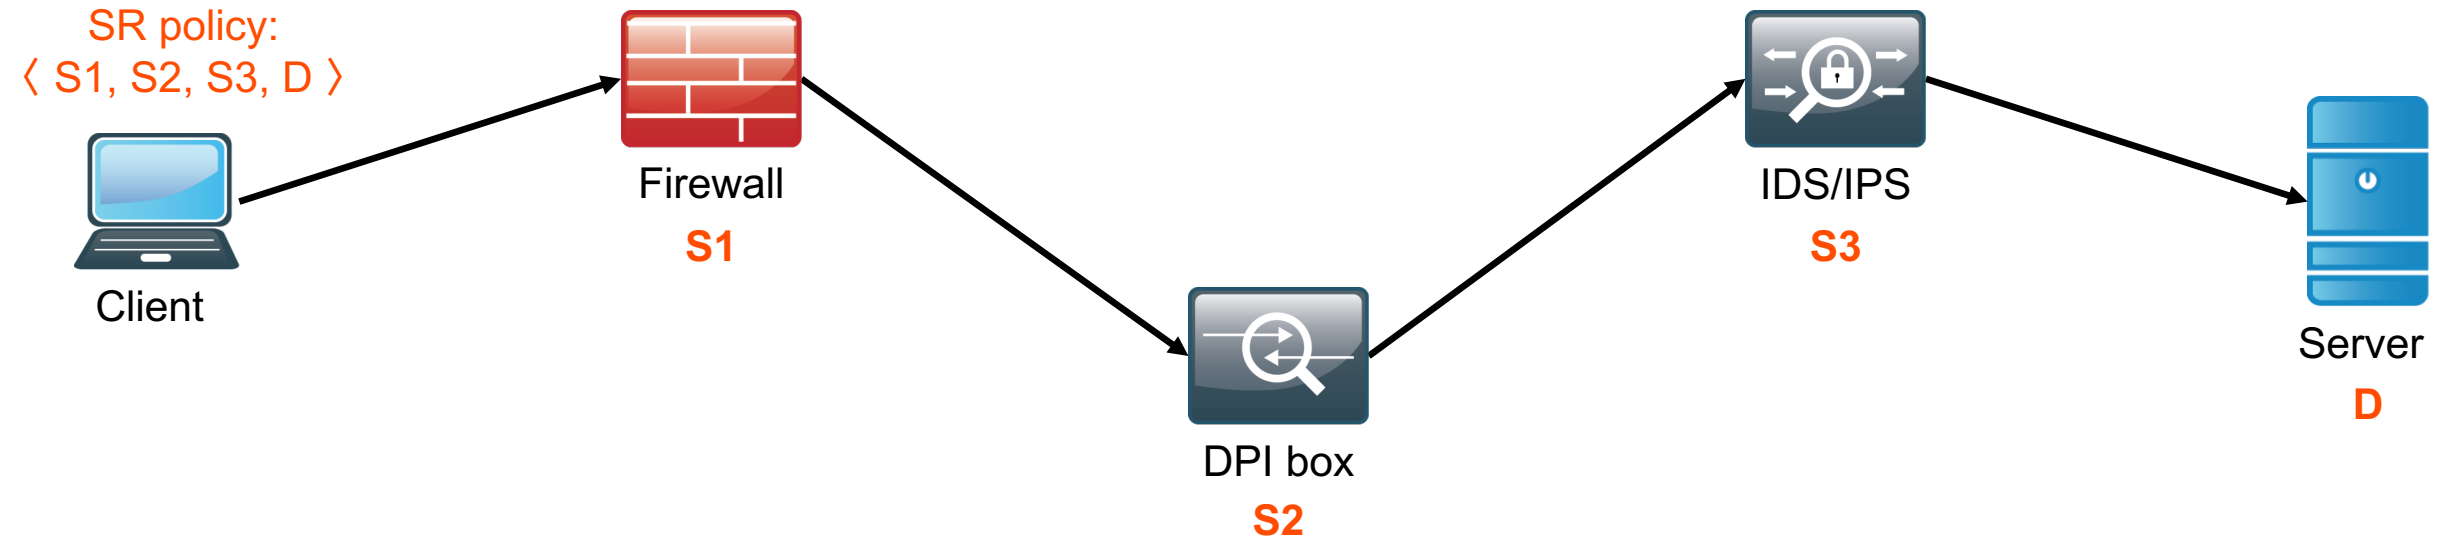 SR policy:
〈 S1, S2, S3, D 〉
Client
Firewall
S1
DPI box
S2
IDS/IPS
S3
Server
D